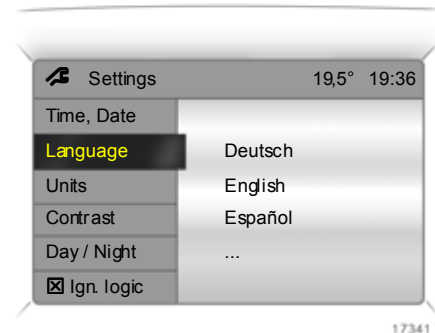 Settings 19,5° 19:36
Time, Date
Language Deutsch
Units English
Contrast Español
Day / Night ...
Ign. logic
17341